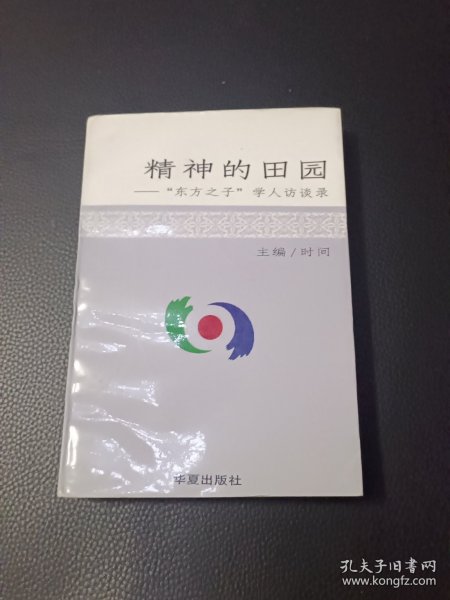 精神的田园
——“东方之子”学人访谈录
主编/时间
华夏出版社
孔夫子旧书网
www.kongfz.com